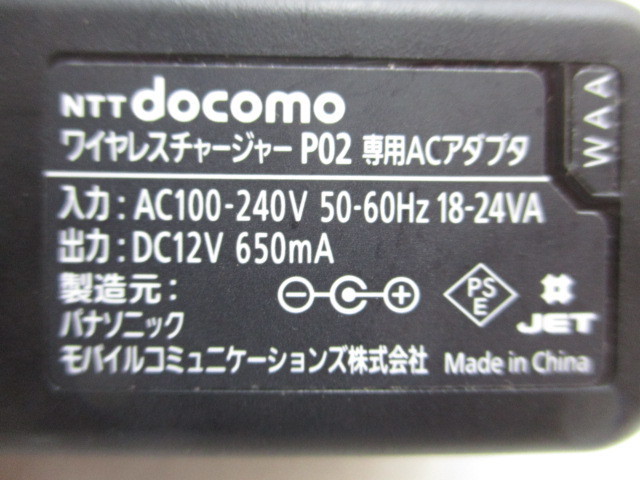 NTT docomo
ワイヤレスチャージャー P02 専用ACアダプタ
入力：AC100-240V 50-60Hz 18-24VA
出力：DC12V 650mA
製造元：
パナソニック
モバイルコミュニケーションズ株式会社
PSE
JET
Made in China
WAA